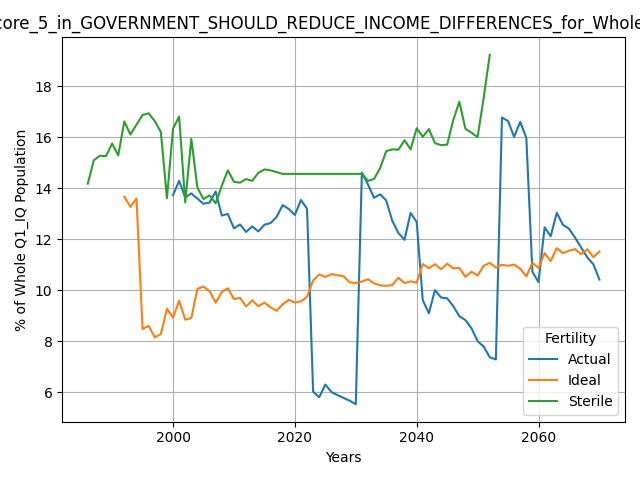 core_5_in_GOVERNMENT_SHOULD_REDUCE_INCOME_DIFFERENCES_for_Whole
% of Whole Q1_IQ Population
18
16
14
12
10
8
6
2000 2020 2040 2060
Years
Fertility
Actual
Ideal
Sterile